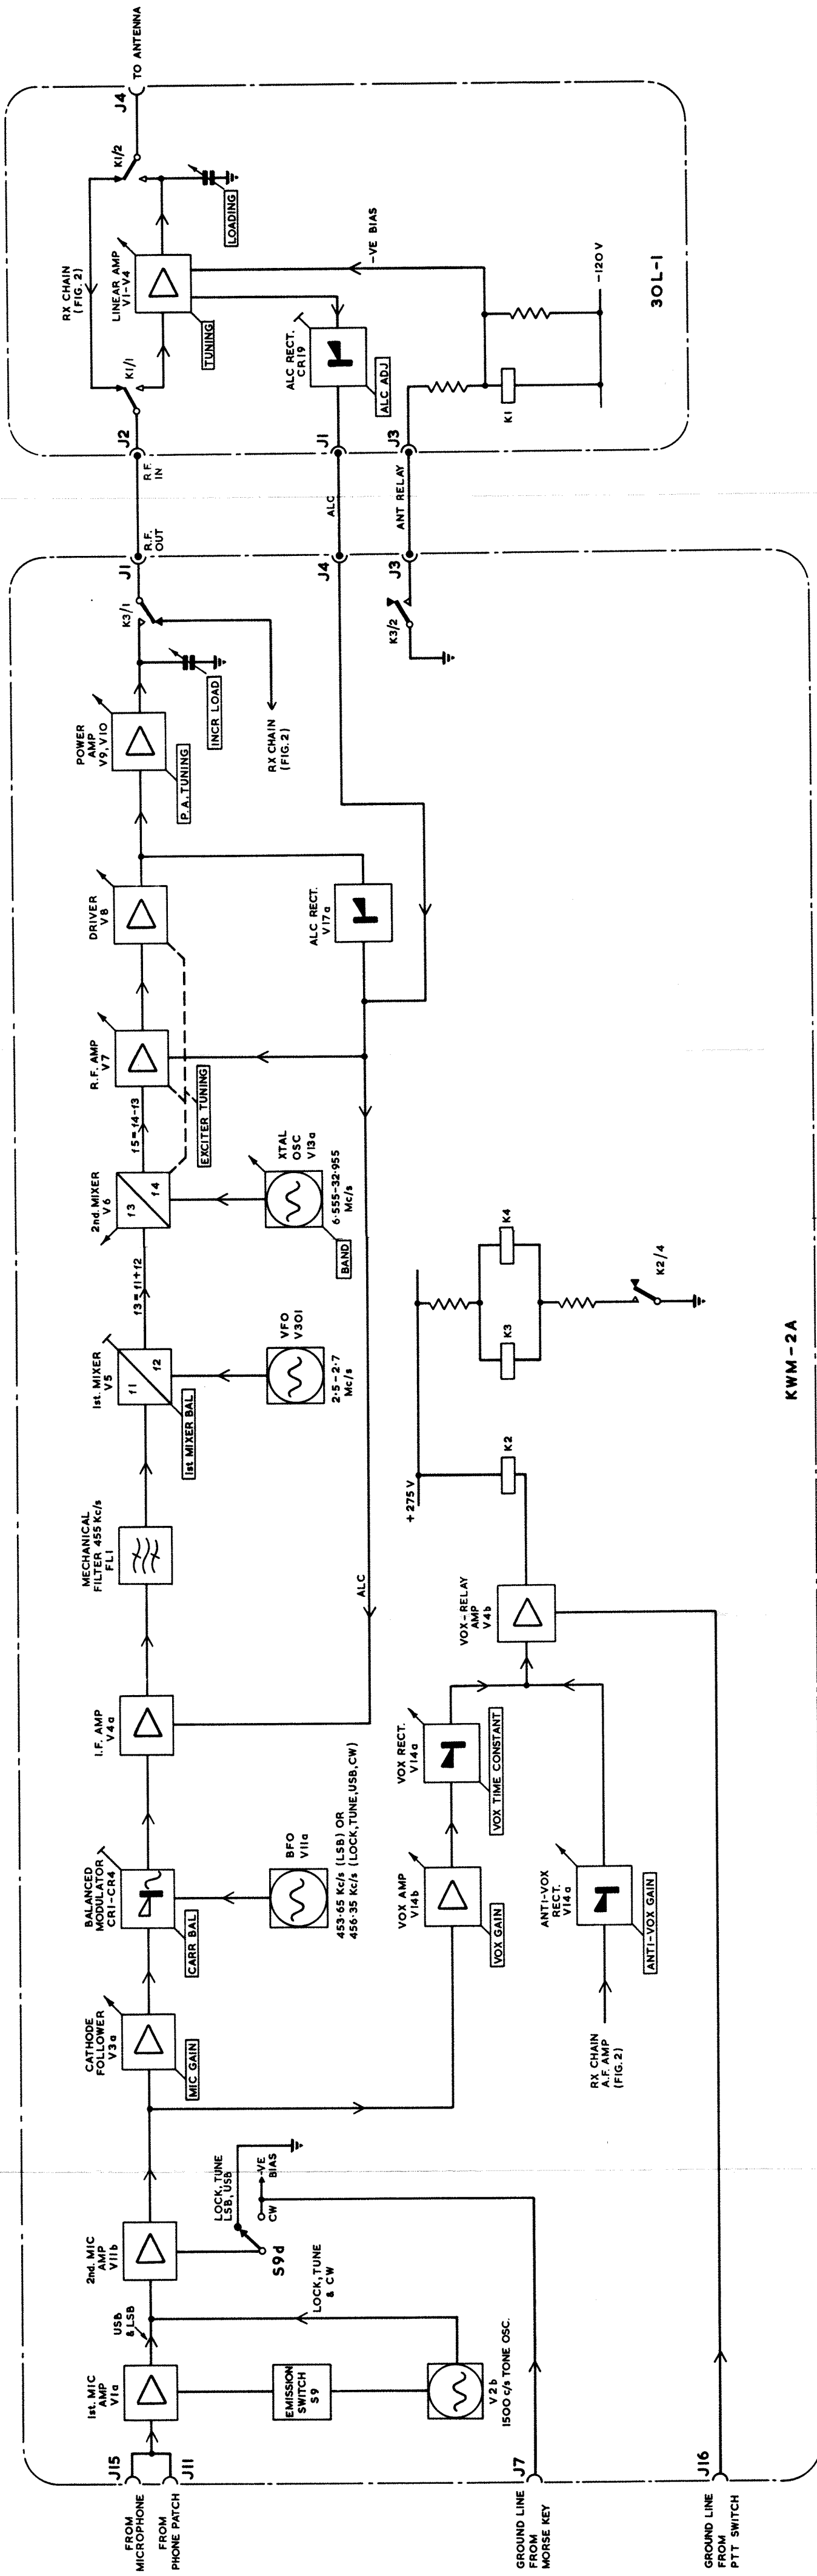 FROM
MICROPHONE
J15
FROM
PHONE PATCH
J11
1st. MIC
AMP
V1a
USB
& LSB
2nd. MIC
AMP
V11b
CATHODE
FOLLOWER
V3a
MIC GAIN
BALANCED
MODULATOR
CR1-CR4
CARR BAL
I.F. AMP
V4a
MECHANICAL
FILTER 455 Kc/s
FL1
1st. MIXER
V5
f1
f2
1st MIXER BAL
f3 = f1 + f2
2nd. MIXER
V6
f3
f4
f5 = f4-f3
R.F. AMP
V7
EXCITER TUNING
DRIVER
V8
POWER
AMP
V9, V10
P.A. TUNING
INCR LOAD
K3/1
J1
R.F.
OUT
RX CHAIN
(FIG. 2)
EMISSION
SWITCH
S9
V2b
1500 c/s TONE OSC.
LOCK, TUNE
& CW
S9d
LOCK, TUNE
LSB, USB
CW
-VE
BIAS
BFO
V11a
453·65 Kc/s (LSB) OR
456·35 Kc/s (LOCK, TUNE, USB, CW)
VFO
V301
2·5-2·7
Mc/s
XTAL
OSC
V13a
6·555-32·955
Mc/s
BAND
ALC RECT.
V17a
ALC
J4
ALC
J3
K3/2
ANT RELAY
VOX AMP
V14b
VOX GAIN
VOX RECT.
V14a
VOX TIME CONSTANT
RX CHAIN
A.F. AMP
(FIG. 2)
ANTI-VOX
RECT.
V14a
ANTI-VOX GAIN
VOX-RELAY
AMP
V4b
+275 V
K2
K3
K4
K2/4
GROUND LINE
FROM
MORSE KEY
J7
GROUND LINE
FROM
PTT SWITCH
J16
KWM-2A
J2
R.F.
IN
K1/1
RX CHAIN
(FIG. 2)
LINEAR AMP
V1-V4
TUNING
LOADING
K1/2
J4
TO ANTENNA
J1
ALC RECT.
CR19
ALC ADJ
-VE BIAS
J3
K1
-120 V
30L-1